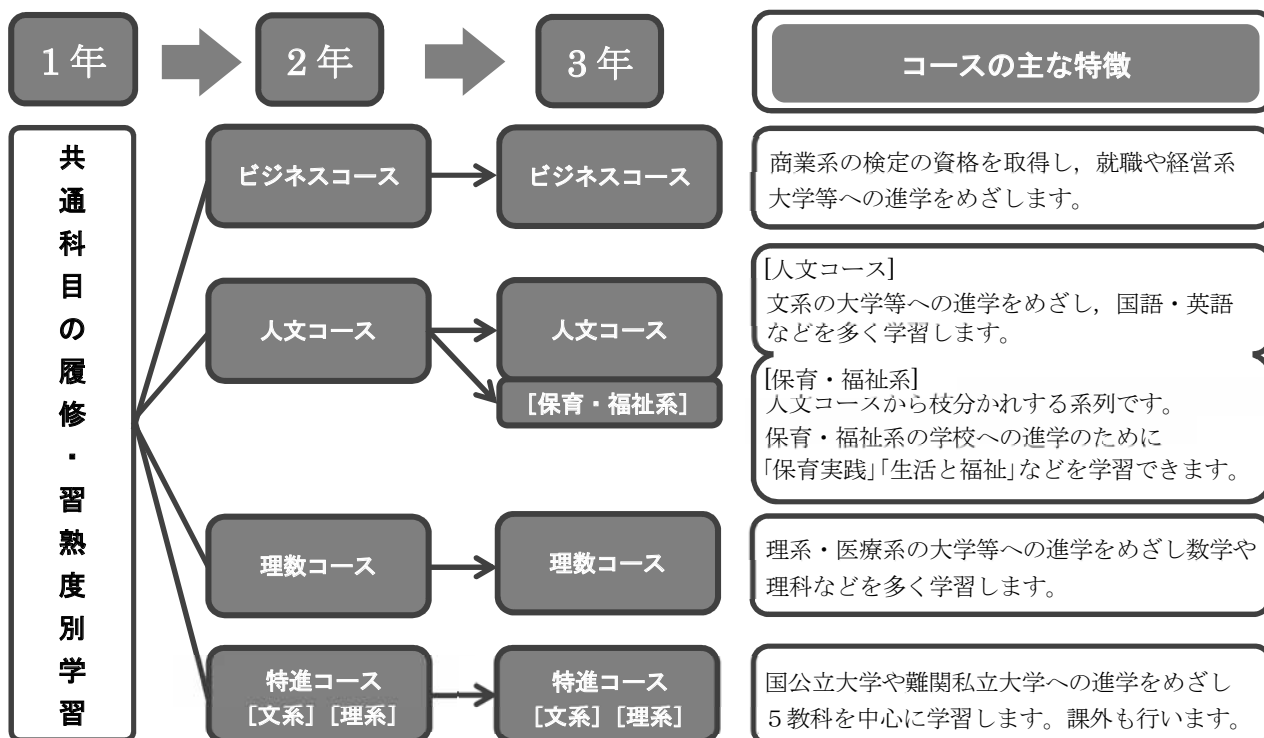 1年
2年
3年
コースの主な特徴
共通科目の履修・習熟度別学習
ビジネスコース
ビジネスコース
商業系の検定の資格を取得し，就職や経営系
大学等への進学をめざします。
人文コース
人文コース
[保育・福祉系]
[人文コース]
文系の大学等への進学をめざし，国語・英語
などを多く学習します。
[保育・福祉系]
人文コースから枝分かれする系列です。
保育・福祉系の学校への進学のために
「保育実践」「生活と福祉」などを学習できます。
理数コース
理数コース
理系・医療系の大学等への進学をめざし数学や
理科などを多く学習します。
特進コース
[文系] [理系]
特進コース
[文系] [理系]
国公立大学や難関私立大学への進学をめざし
５教科を中心に学習します。課外も行います。